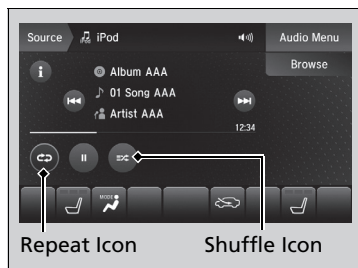 Source iPod Audio Menu
Album AAA Browse
01 Song AAA
Artist AAA
12:34
MODE
Repeat Icon Shuffle Icon